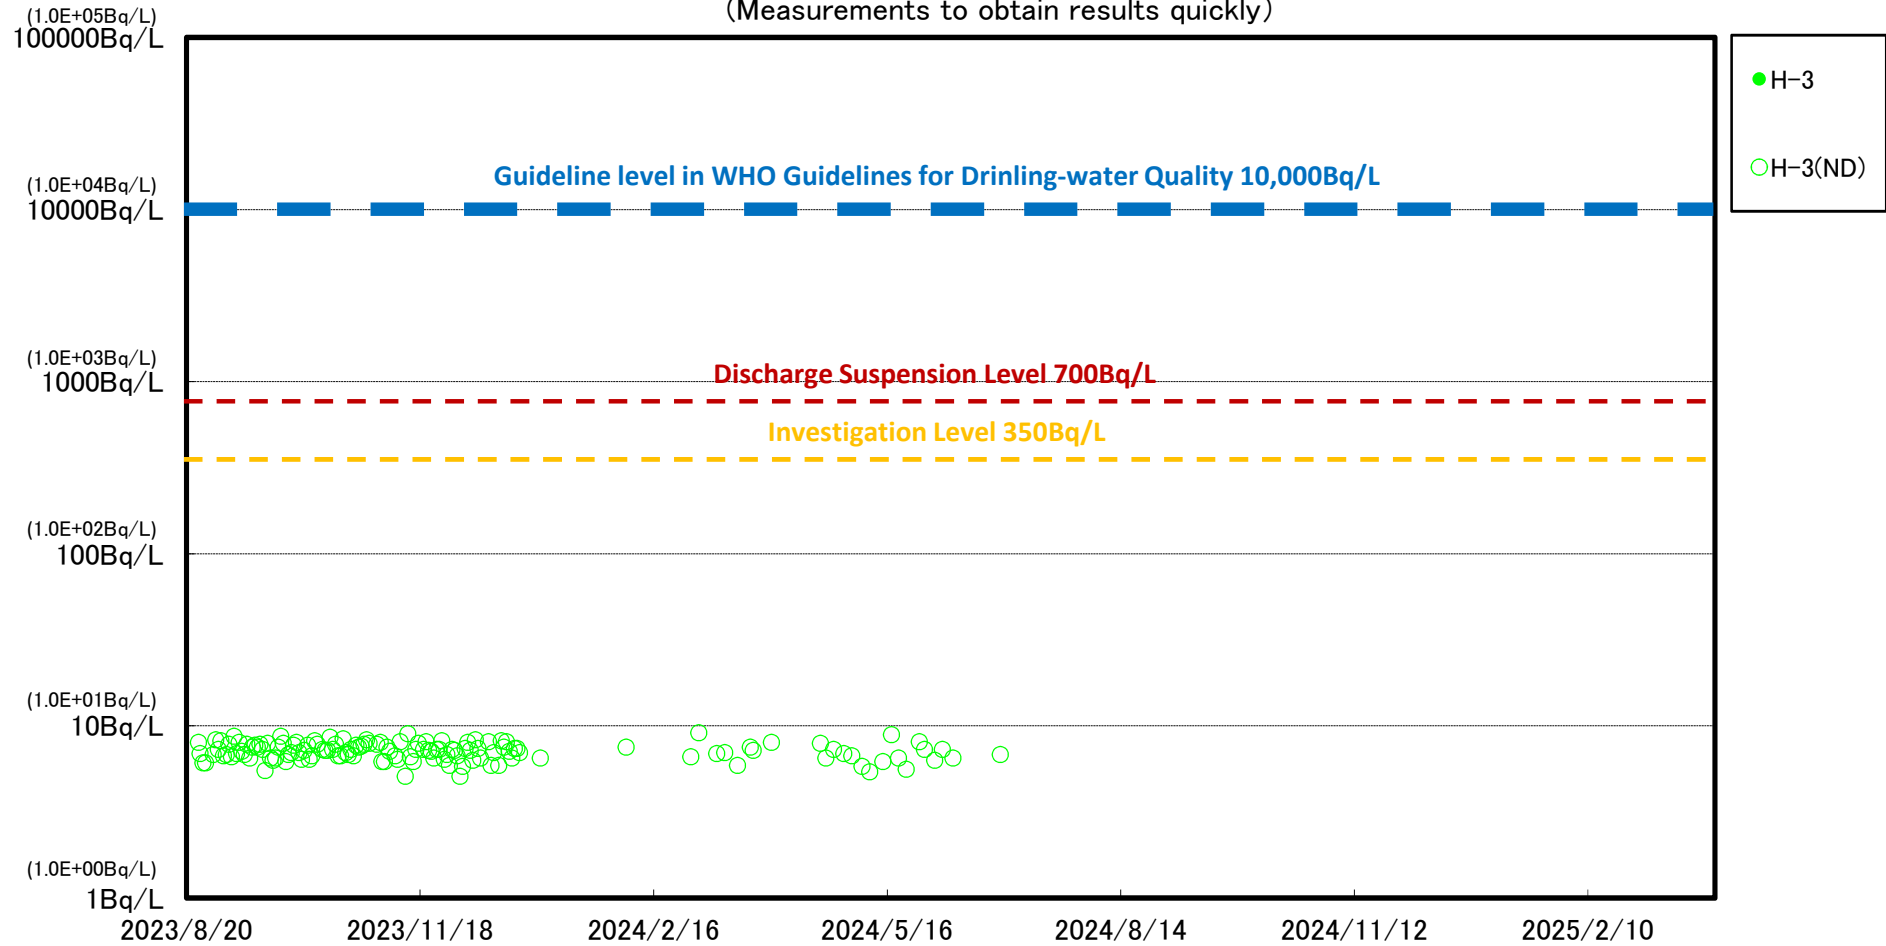 (Measurements to obtain results quickly)
(1.0E+05Bq/L)
100000Bq/L
H-3
H-3(ND)
Guideline level in WHO Guidelines for Drinling-water Quality 10,000Bq/L
(1.0E+04Bq/L)
10000Bq/L
(1.0E+03Bq/L)
1000Bq/L
Discharge Suspension Level 700Bq/L
Investigation Level 350Bq/L
(1.0E+02Bq/L)
100Bq/L
(1.0E+01Bq/L)
10Bq/L
(1.0E+00Bq/L)
1Bq/L
2023/8/20 2023/11/18 2024/2/16 2024/5/16 2024/8/14 2024/11/12 2025/2/10